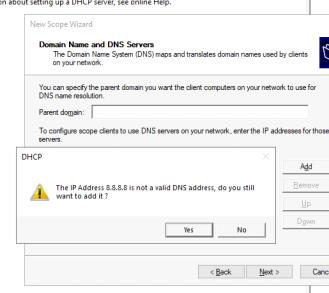 on about setting up a DHCP server, see online Help.
New Scope Wizard
Domain Name and DNS Servers
The Domain Name System (DNS) maps and translates domain names used by clients
on your network.
You can specify the parent domain you want the client computers on your network to use for
DNS name resolution.
Parent domain:
To configure scope clients to use DNS servers on your network, enter the IP addresses for those
servers.
DHCP
The IP Address 8.8.8.8 is not a valid DNS address, do you still
want to add it ?
Yes No
Add
Remove
Up
Down
< Back Next > Canc